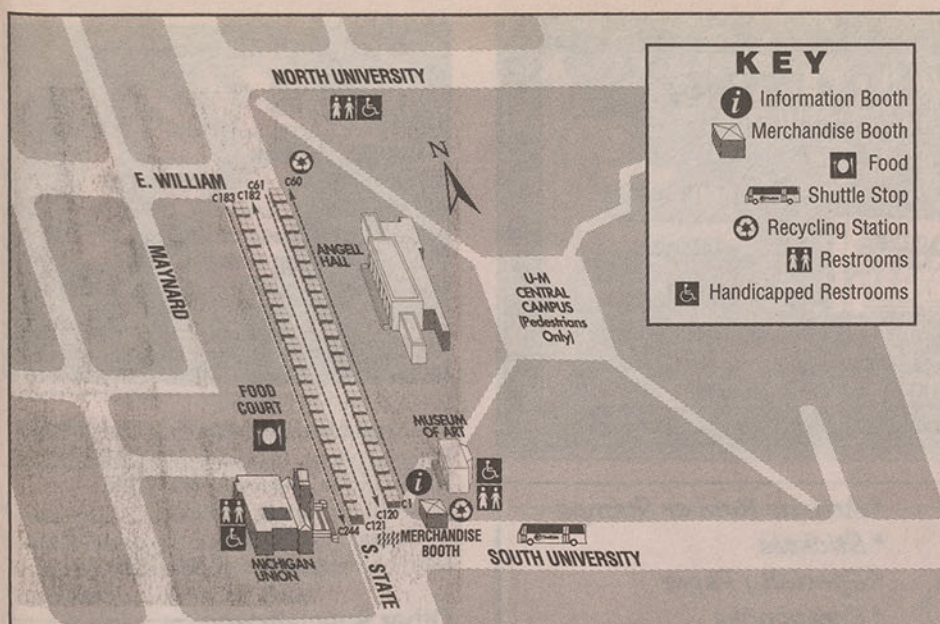 NORTH UNIVERSITY
KEY
i Information Booth
Merchandise Booth
Food
Shuttle Stop
Recycling Station
Restrooms
Handicapped Restrooms
N
E. WILLIAM
c183
c182
c61
c60
MAYNARD
ANGELL
HALL
U-M
CENTRAL
CAMPUS
(Pedestrians
Only)
FOOD
COURT
MUSEUM
OF ART
i
c1
c120
c121
c244
MERCHANDISE
BOOTH
MICHIGAN
UNION
S. STATE
SOUTH UNIVERSITY